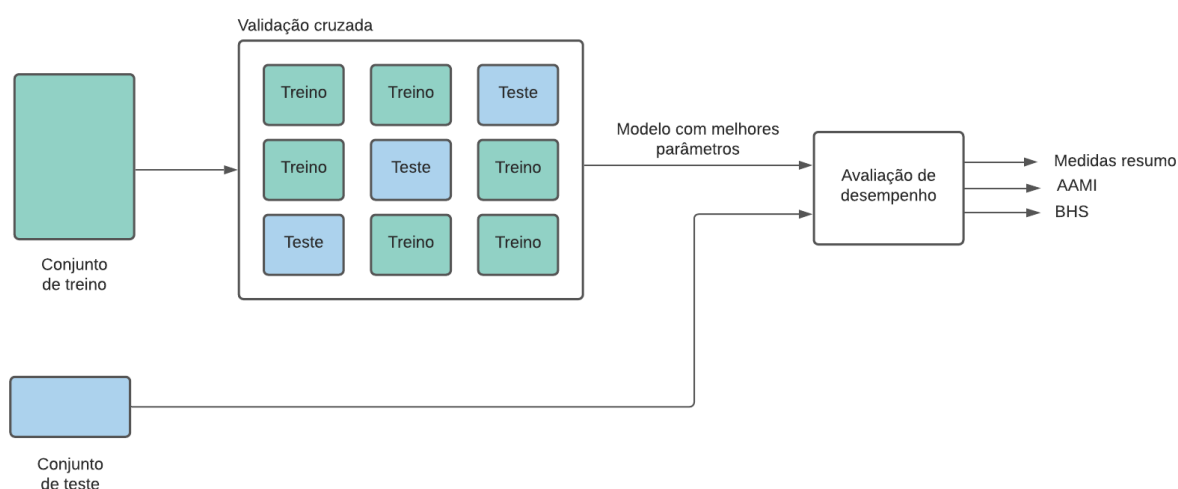 Validação cruzada
Treino
Treino
Teste
Treino
Teste
Treino
Teste
Treino
Treino
Conjunto
de treino
Modelo com melhores
parâmetros
Avaliação de
desempenho
Medidas resumo
AAMI
BHS
Conjunto
de teste